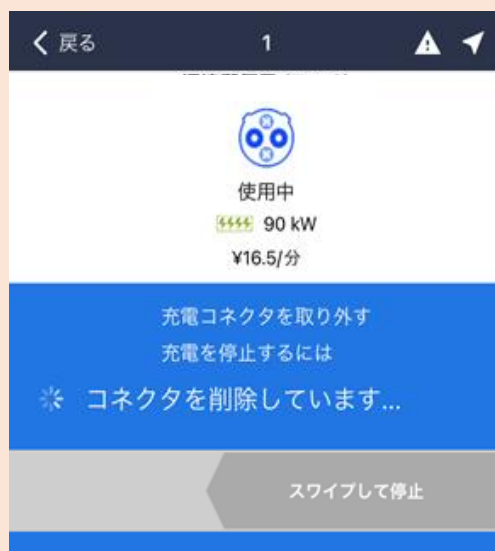 戻る 1
使用中
90 kW
¥16.5/分
充電コネクタを取り外す
充電を停止するには
コネクタを削除しています...
スワイプして停止